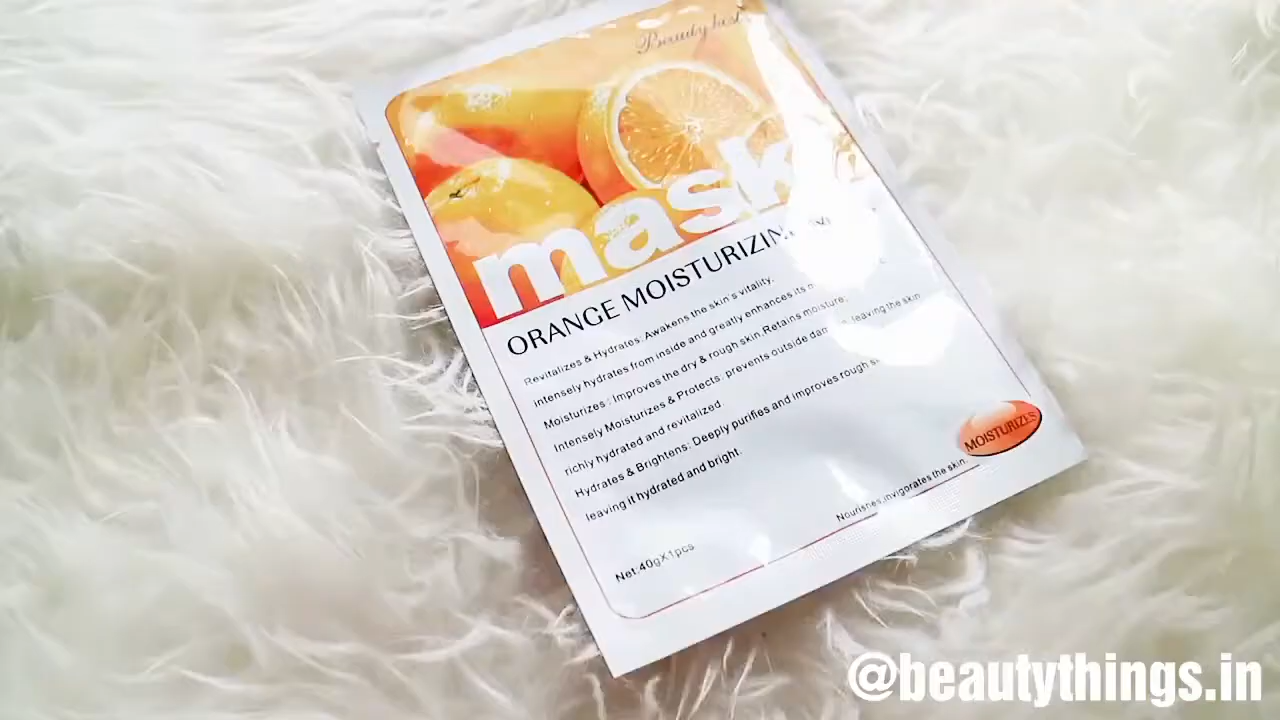 Beauty host
mask
ORANGE MOISTURIZING
Revitalizes & Hydrates: Awakens the skin's vitality,
intensely hydrates from inside and greatly enhances its
Moisturizes : Improves the dry & rough skin.Retains moisture;
Intensely Moisturizes & Protects: prevents outside leaving the skin
richly hydrated and revitalized.
Hydrates & Brightens: Deeply purifies and improves rough
leaving it hydrated and bright.
MOISTURIZES
Nourishes,invigorates the skin.
Net:40gX1pcs
@beautythings.in